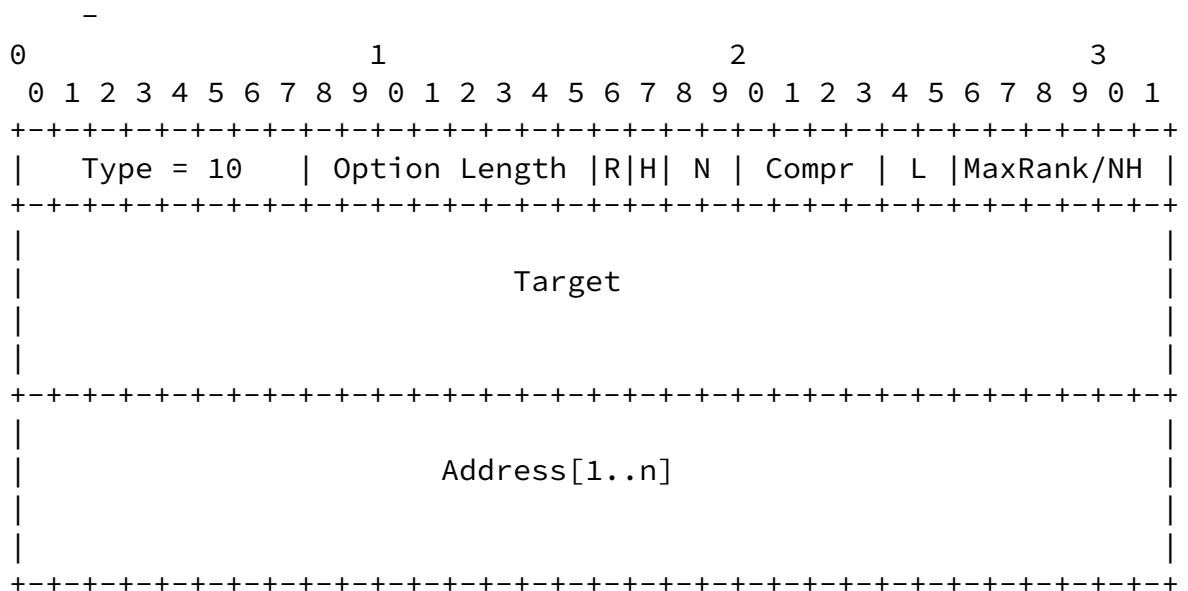 _
0                   1                   2                   3
 0 1 2 3 4 5 6 7 8 9 0 1 2 3 4 5 6 7 8 9 0 1 2 3 4 5 6 7 8 9 0 1
+-+-+-+-+-+-+-+-+-+-+-+-+-+-+-+-+-+-+-+-+-+-+-+-+-+-+-+-+-+-+-+-+
|   Type = 10   | Option Length |R|H| N | Compr | L |MaxRank/NH |
+-+-+-+-+-+-+-+-+-+-+-+-+-+-+-+-+-+-+-+-+-+-+-+-+-+-+-+-+-+-+-+-+
|                                                               |
|                           Target                              |
|                                                               |
|                                                               |
+-+-+-+-+-+-+-+-+-+-+-+-+-+-+-+-+-+-+-+-+-+-+-+-+-+-+-+-+-+-+-+-+
|                                                               |
|                       Address[1..n]                           |
|                                                               |
|                                                               |
+-+-+-+-+-+-+-+-+-+-+-+-+-+-+-+-+-+-+-+-+-+-+-+-+-+-+-+-+-+-+-+-+